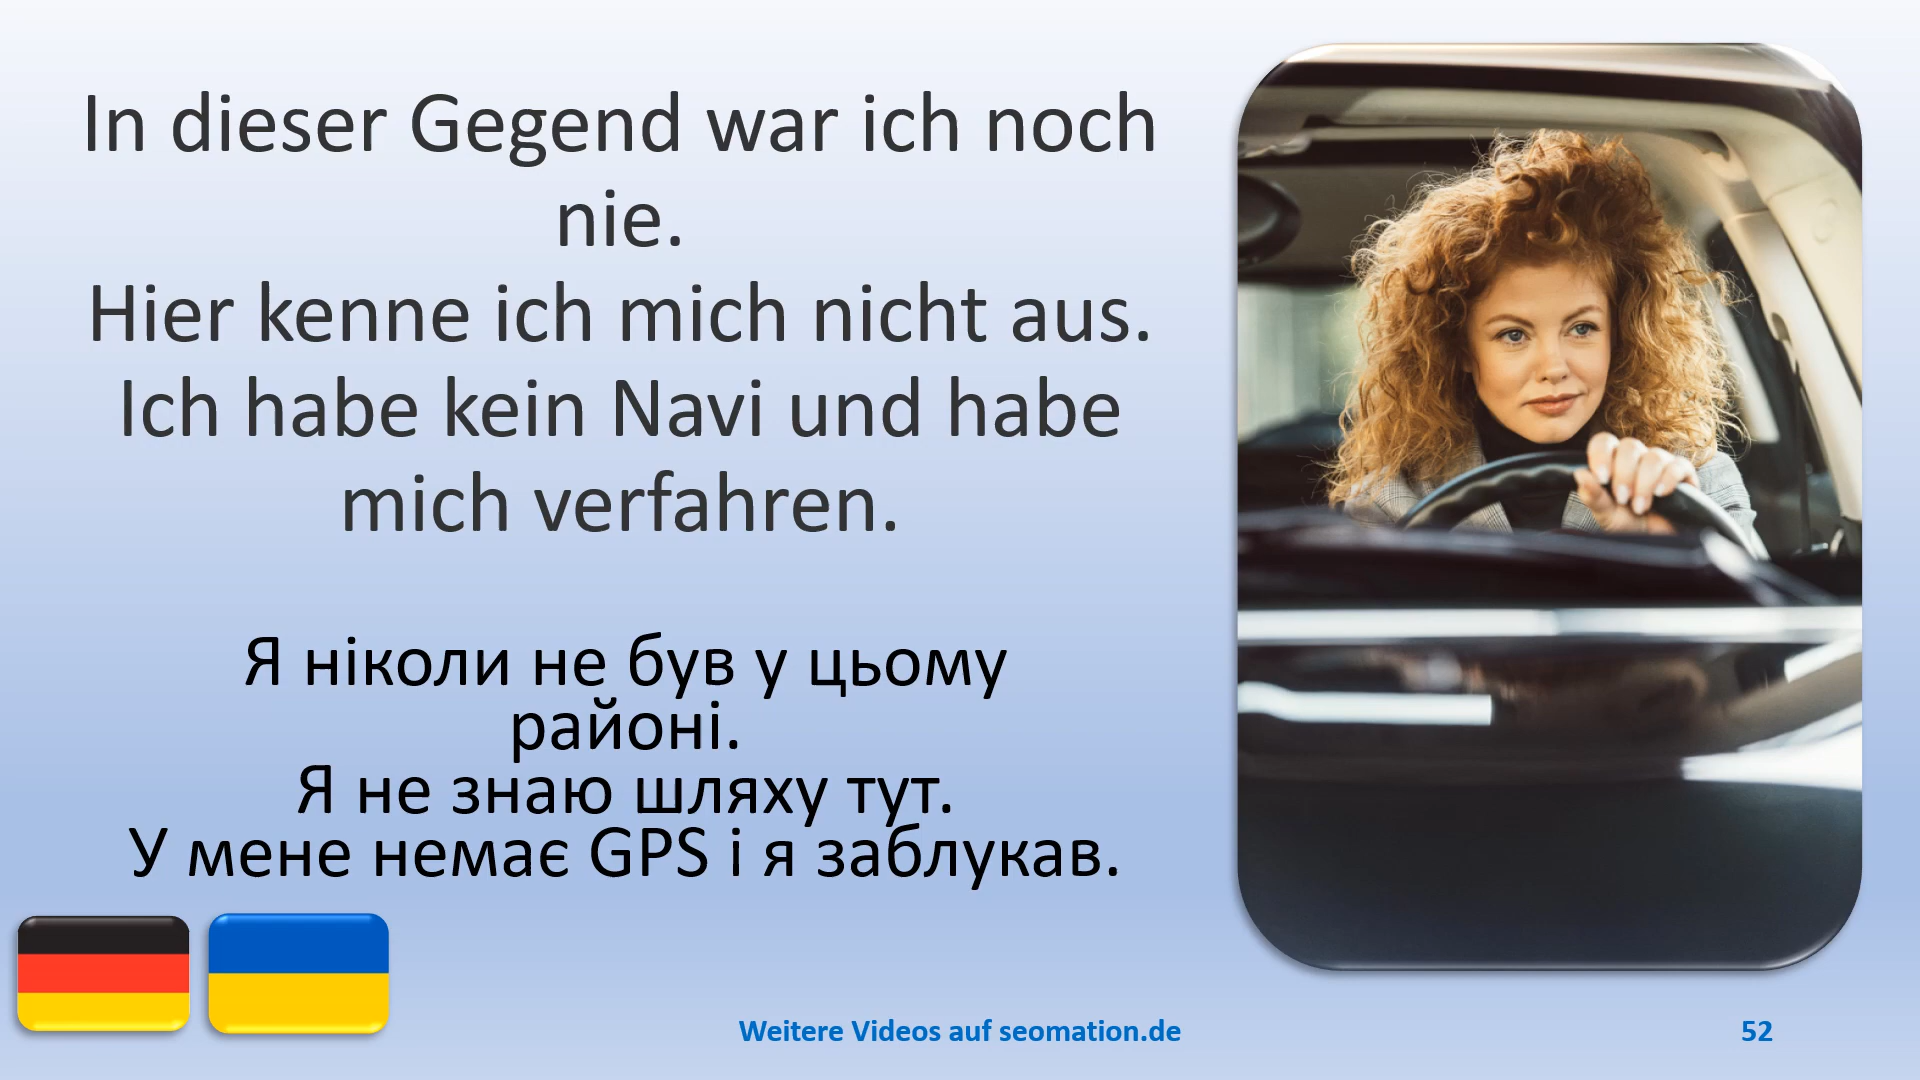 In dieser Gegend war ich noch
nie.
Hier kenne ich mich nicht aus.
Ich habe kein Navi und habe
mich verfahren.
Я ніколи не був у цьому
районі.
Я не знаю шляху тут.
У мене немає GPS і я заблукав.
Weitere Videos auf seomation.de
52